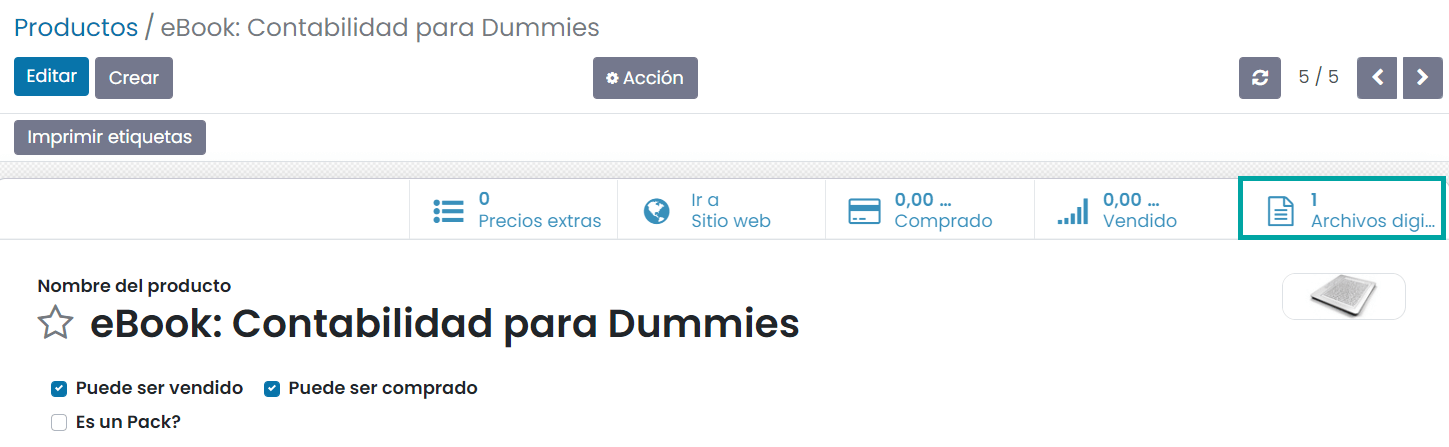 Productos / eBook: Contabilidad para Dummies
Editar Crear Acción 5 / 5
Imprimir etiquetas
0
Precios extras
Ir a
Sitio web
0,00 ...
Comprado
0,00 ...
Vendido
1
Archivos digi...
Nombre del producto
eBook: Contabilidad para Dummies
Puede ser vendido Puede ser comprado
Es un Pack?